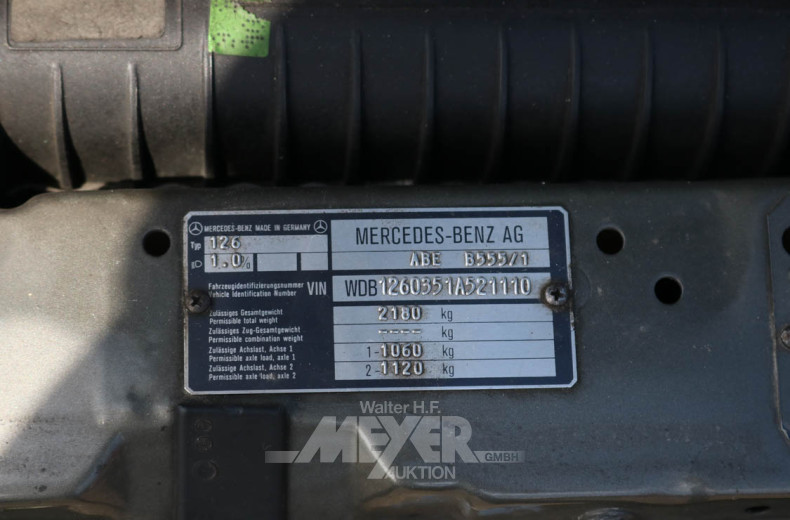 MERCEDES-BENZ MADE IN GERMANY
Typ 126
1.0%
MERCEDES-BENZ AG
ABE B555/1
Fahrzeugidentifizierungsnummer
Vehicle Identification Number
VIN WDB1260351A521110
Zulässiges Gesamtgewicht
Permissible total weight
2180 kg
Zulässiges Zug-Gesamtgewicht
Permissible combination weight
---- kg
Zulässige Achslast, Achse 1
Permissible axle load, axle 1
1-1060 kg
Zulässige Achslast, Achse 2
Permissible axle load, axle 2
2-1120 kg
Walter H.F.
MEYER
GMBH
AUKTION